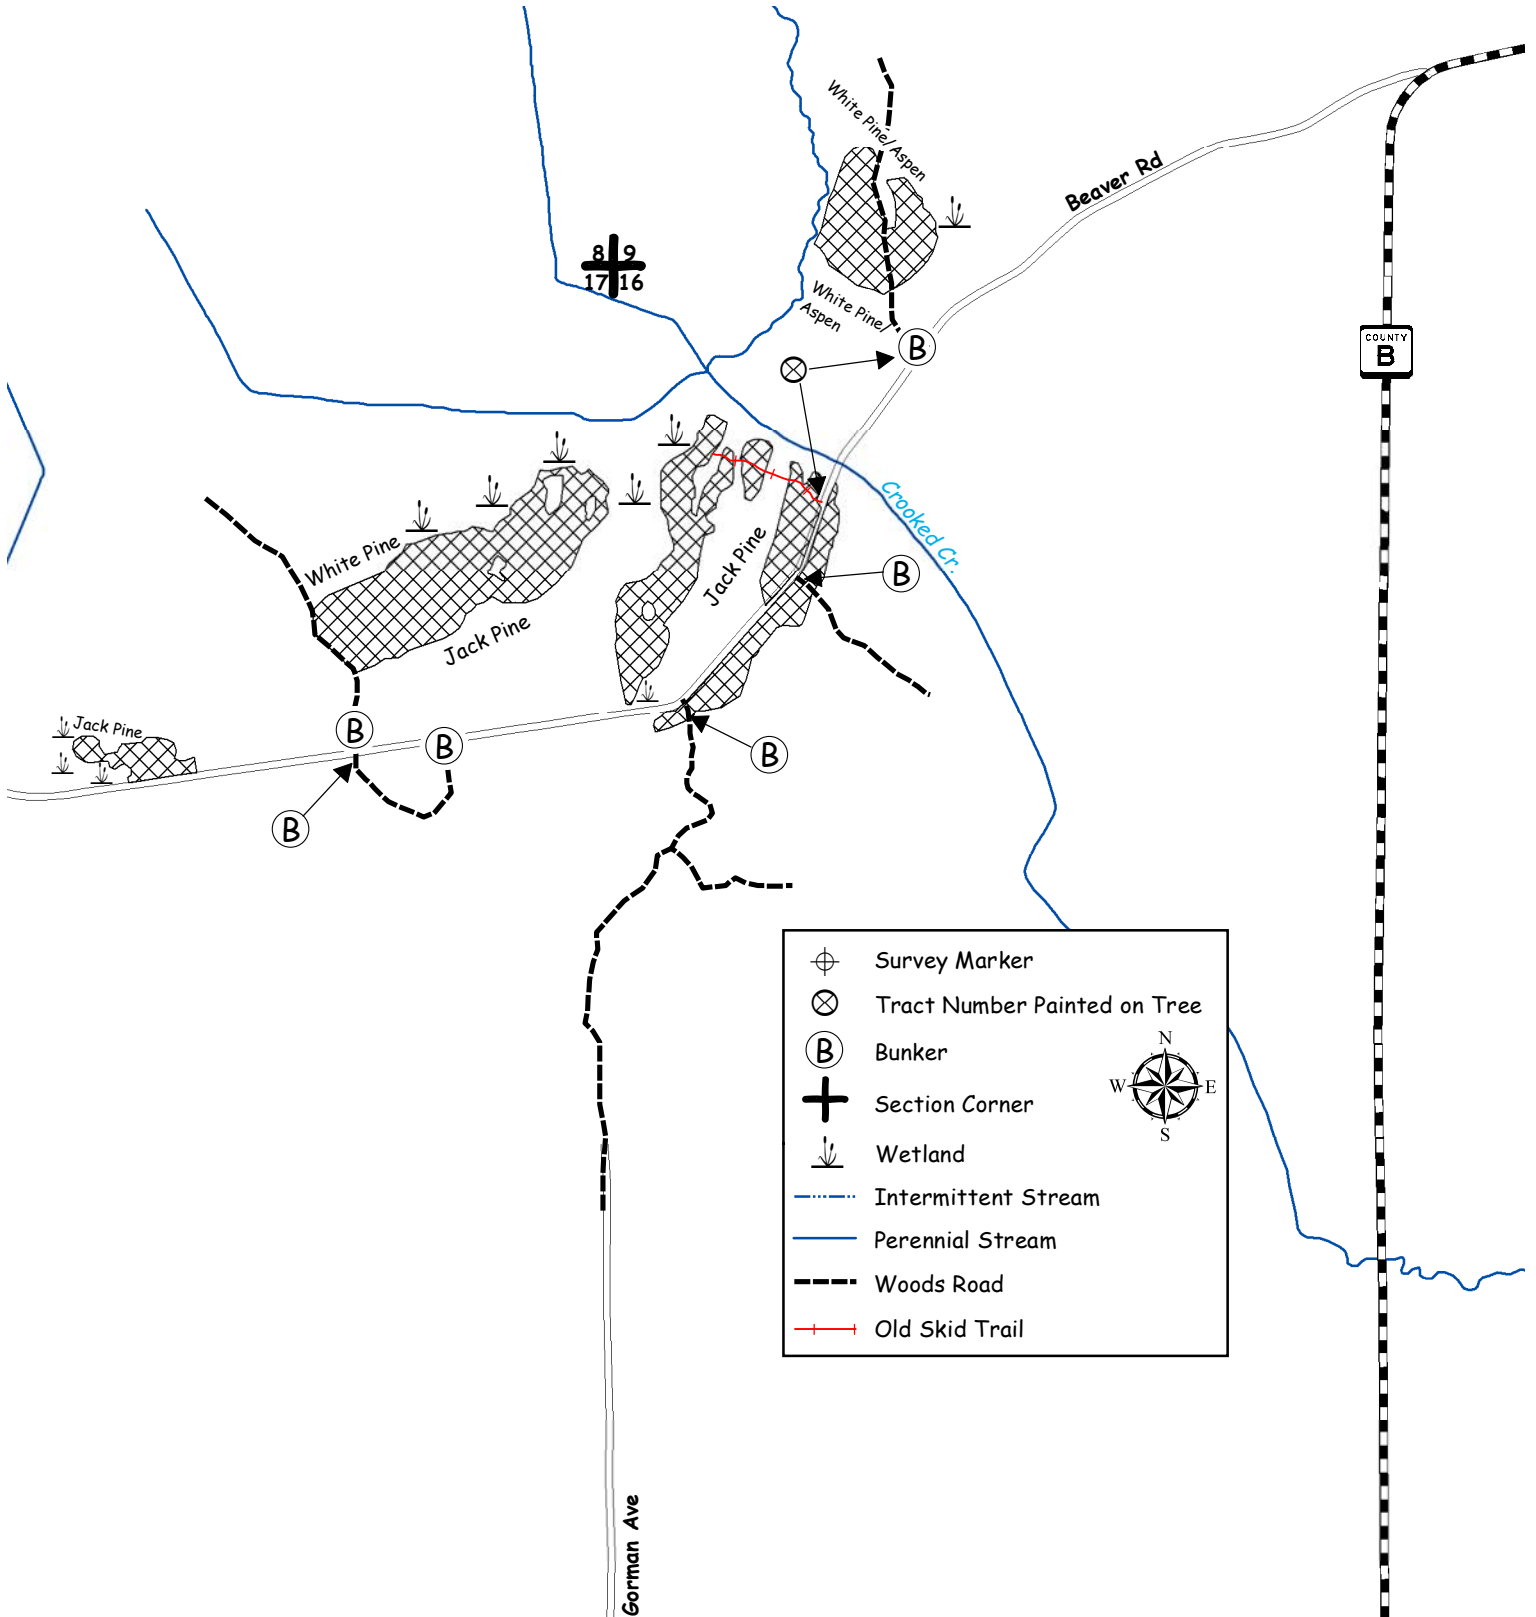 White Pine/Aspen
Beaver Rd
8 9
17 16
White Pine/
Aspen
B
COUNTY
B
Crooked Cr.
White Pine
Jack Pine
B
Jack Pine
Jack Pine
B
B
B
B
Survey Marker
Tract Number Painted on Tree
B Bunker
Section Corner
Wetland
Intermittent Stream
Perennial Stream
Woods Road
Old Skid Trail
N
W E
S
Gorman Ave